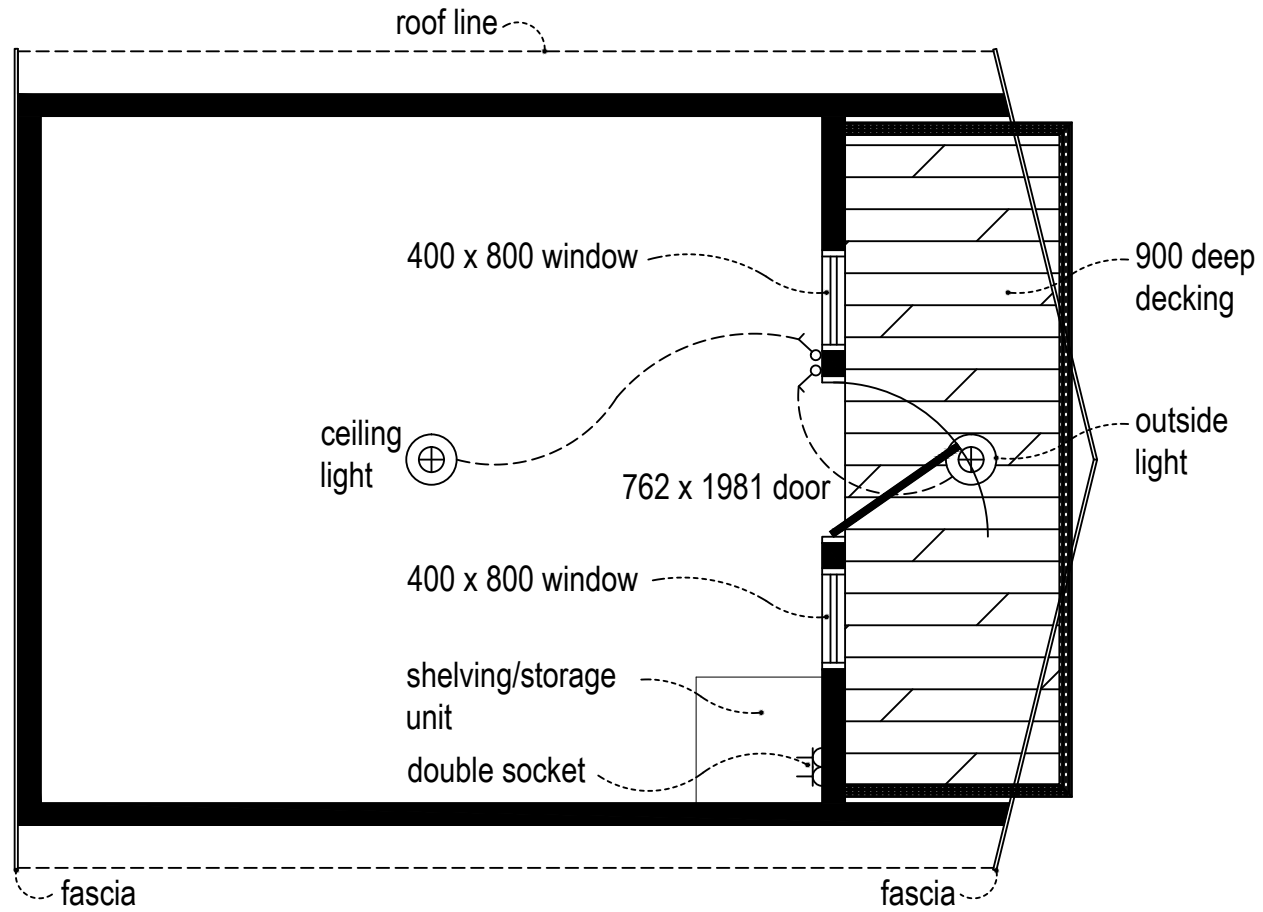 roof line
400 x 800 window
900 deep
decking
ceiling
light
outside
light
762 x 1981 door
400 x 800 window
shelving/storage
unit
double socket
fascia
fascia